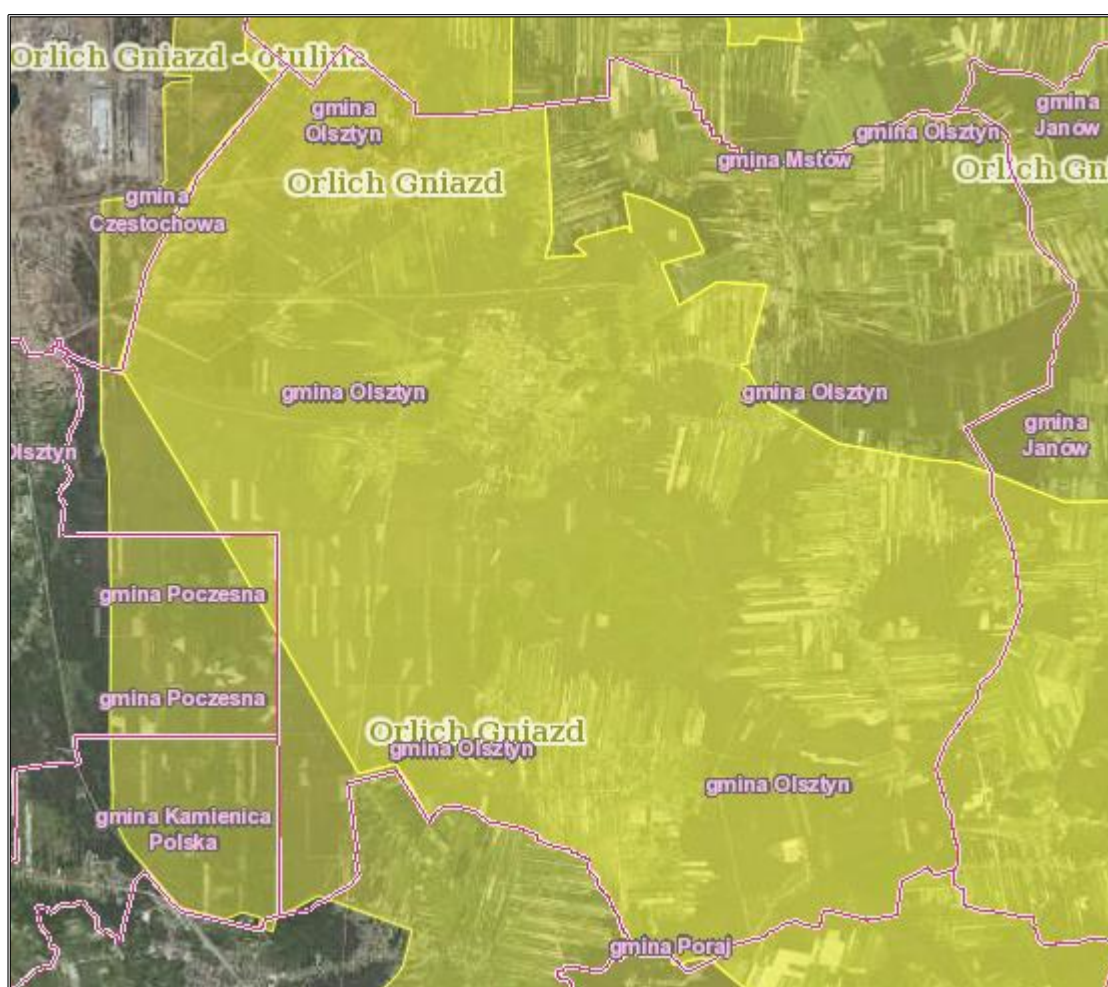 Orlich Gniazd - otulina
gmina
Olsztyn
gmina
Janów
gmina Olsztyn
gmina Mstów
Orlich Gniazd
Orlich Gn
gmina
Częstochowa
gmina Olsztyn
gmina Olsztyn
gmina
Janów
Olsztyn
gmina Poczesna
gmina Poczesna
Orlich Gniazd
gmina Olsztyn
gmina Olsztyn
gmina Kamienica
Polska
gmina Poraj